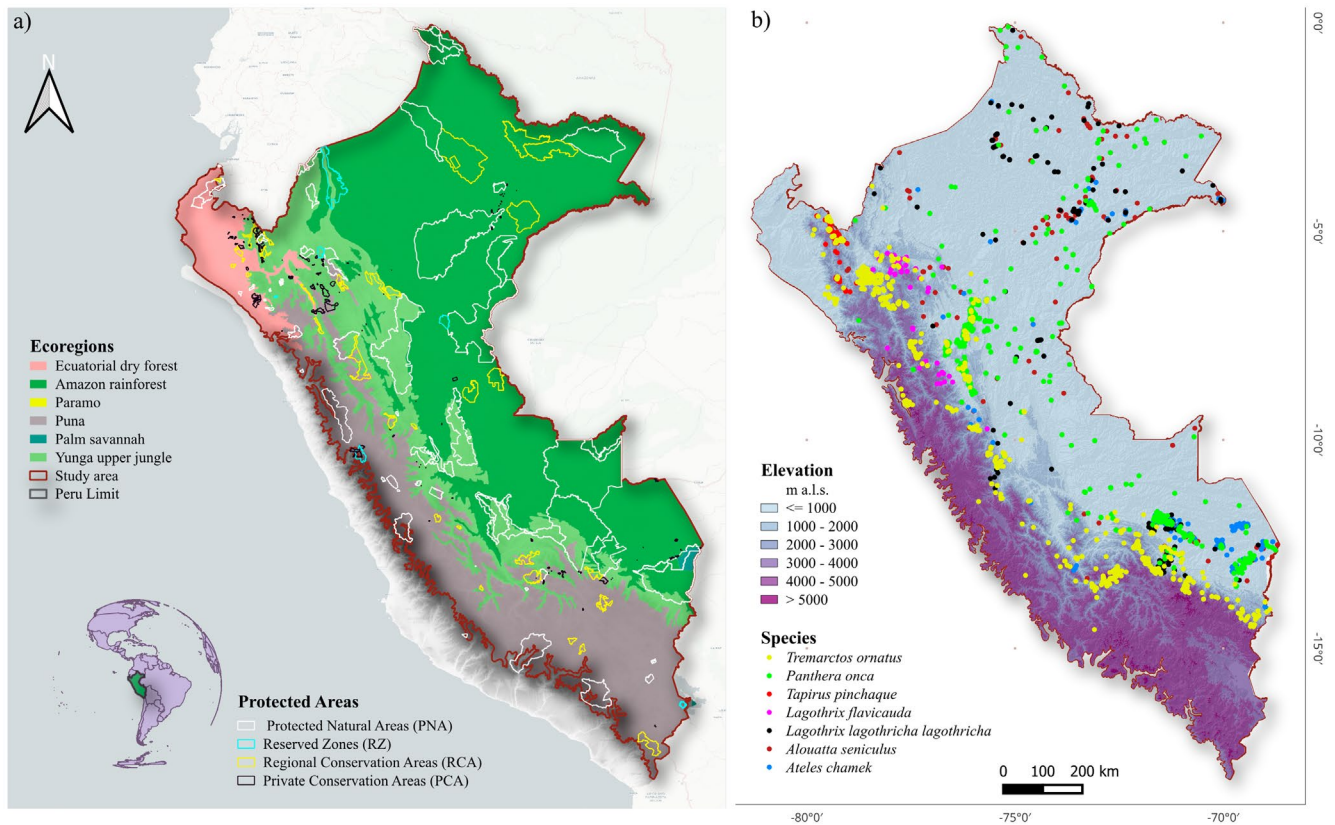 a)
N
Ecoregions
Ecuatorial dry forest
Amazon rainforest
Paramo
Puna
Palm savannah
Yunga upper jungle
Study area
Peru Limit
Protected Areas
Protected Natural Areas (PNA)
Reserved Zones (RZ)
Regional Conservation Areas (RCA)
Private Conservation Areas (PCA)
b)
0°0'
-5°0'
-10°0'
-15°0'
Elevation
m a.l.s.
<= 1000
1000 - 2000
2000 - 3000
3000 - 4000
4000 - 5000
> 5000
Species
Tremarctos ornatus
Panthera onca
Tapirus pinchaque
Lagothrix flavicauda
Lagothrix lagothricha lagothricha
Alouatta seniculus
Ateles chamek
0 100 200 km
-80°0' -75°0' -70°0'